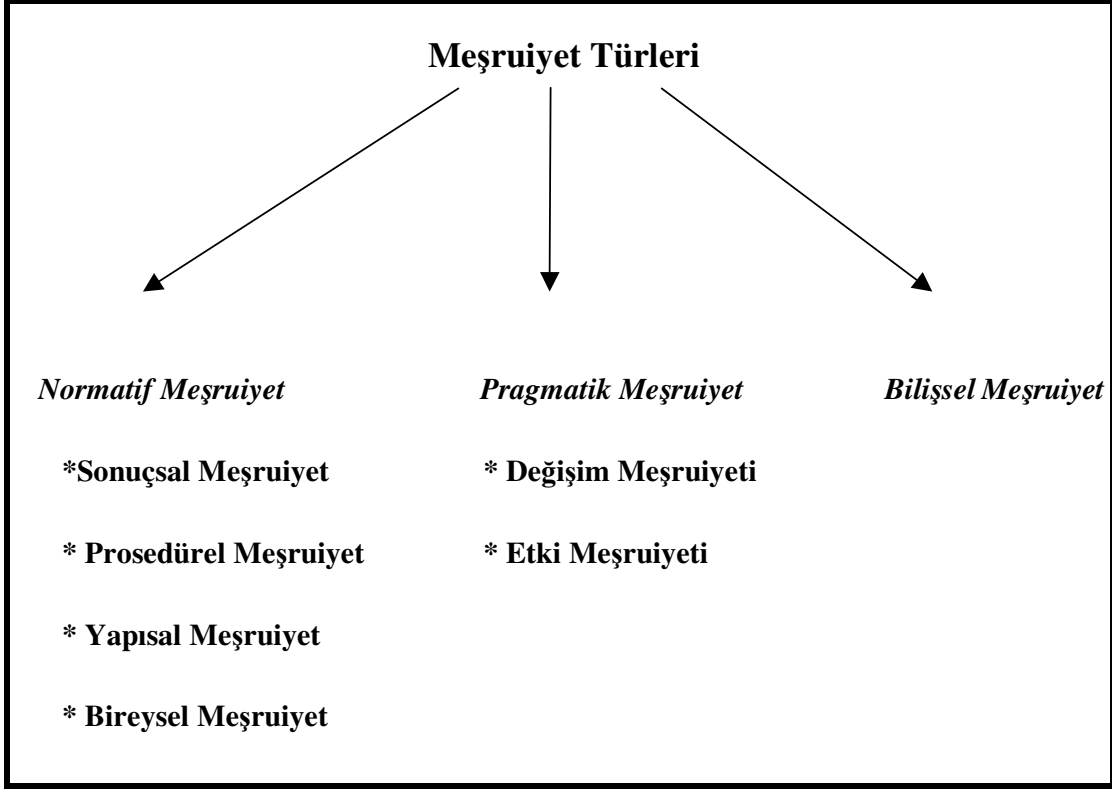 Meşruiyet Türleri
Normatif Meşruiyet Pragmatik Meşruiyet Bilişsel Meşruiyet
*Sonuçsal Meşruiyet * Değişim Meşruiyeti
* Prosedürel Meşruiyet * Etki Meşruiyeti
* Yapısal Meşruiyet
* Bireysel Meşruiyet